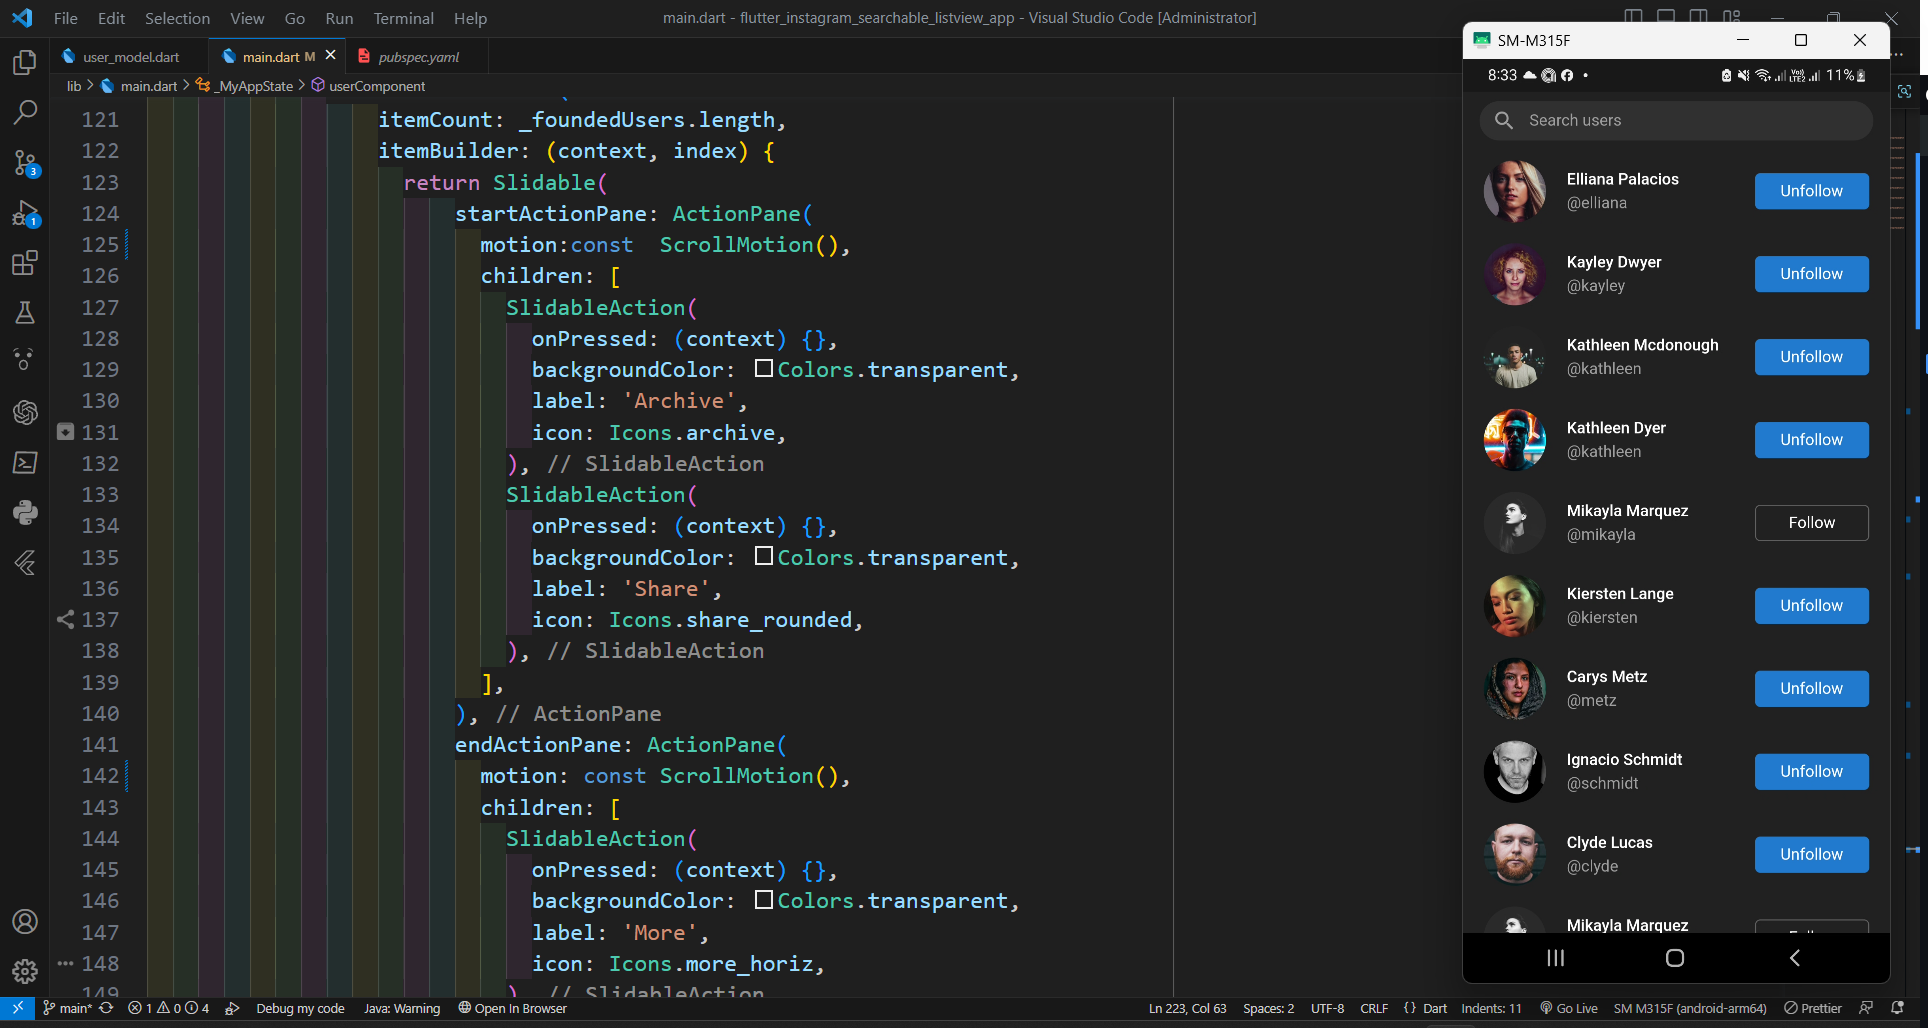 File Edit Selection View Go Run Terminal Help
main.dart - flutter_instagram_searchable_listview_app - Visual Studio Code [Administrator]
user_model.dart
main.dart M
pubspec.yaml
lib > main.dart > _MyAppState > userComponent
121 itemCount: _foundedUsers.length,
122 itemBuilder: (context, index) {
123 return Slidable(
124 startActionPane: ActionPane(
125 motion:const  ScrollMotion(),
126 children: [
127 SlidableAction(
128 onPressed: (context) {},
129 backgroundColor: Colors.transparent,
130 label: 'Archive',
131 icon: Icons.archive,
132 ), // SlidableAction
133 SlidableAction(
134 onPressed: (context) {},
135 backgroundColor: Colors.transparent,
136 label: 'Share',
137 icon: Icons.share_rounded,
138 ), // SlidableAction
139 ],
140 ), // ActionPane
141 endActionPane: ActionPane(
142 motion: const ScrollMotion(),
143 children: [
144 SlidableAction(
145 onPressed: (context) {},
146 backgroundColor: Colors.transparent,
147 label: 'More',
148 icon: Icons.more_horiz,
149 ), // SlidableAction
3
1
main* 1 0 4 Debug my code Java: Warning Open In Browser
Ln 223, Col 63 Spaces: 2 UTF-8 CRLF {} Dart Indents: 11 Go Live SM M315F (android-arm64) Prettier
SM-M315F
8:33 11%
Search users
Elliana Palacios
@elliana
Unfollow
Kayley Dwyer
@kayley
Unfollow
Kathleen Mcdonough
@kathleen
Unfollow
Kathleen Dyer
@kathleen
Unfollow
Mikayla Marquez
@mikayla
Follow
Kiersten Lange
@kiersten
Unfollow
Carys Metz
@metz
Unfollow
Ignacio Schmidt
@schmidt
Unfollow
Clyde Lucas
@clyde
Unfollow
Mikayla Marquez